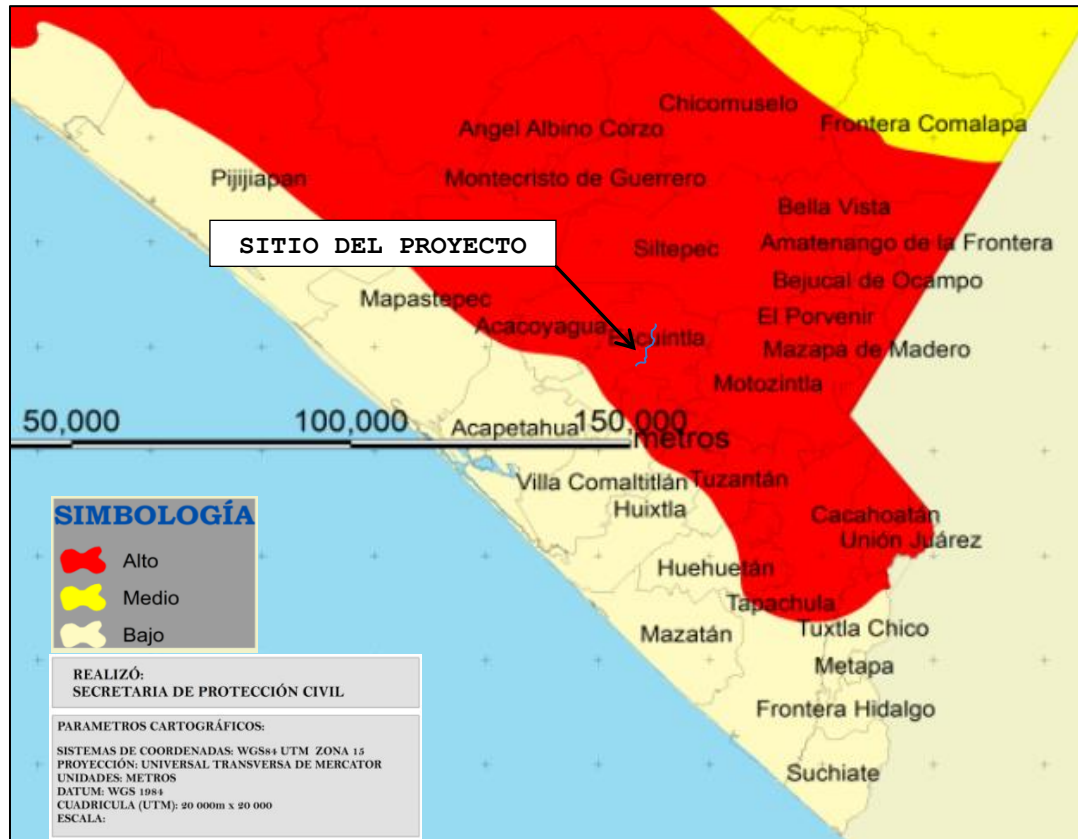 Chicomuselo
Angel Albino Corzo
Frontera Comalapa
Pijijiapan
Montecristo de Guerrero
Bella Vista
SITIO DEL PROYECTO
Siltepec
Amatenango de la Frontera
Bejucal de Ocampo
Mapastepec
El Porvenir
Acacoyagua
Escuintla
Mazapa de Madero
Motozintla
50,000
100,000
150,000
metros
Acapetahua
Villa Comaltitlán
Tuzantán
Huixtla
Cacahoatán
Unión Juárez
SIMBOLOGÍA
Alto
Medio
Bajo
Huehuetán
Tapachula
Mazatán
Tuxtla Chico
Metapa
Frontera Hidalgo
Suchiate
REALIZÓ:
SECRETARIA DE PROTECCIÓN CIVIL
PARAMETROS CARTOGRÁFICOS:
SISTEMAS DE COORDENADAS: WGS84 UTM ZONA 15
PROYECCIÓN: UNIVERSAL TRANSVERSA DE MERCATOR
UNIDADES: METROS
DATUM: WGS 1984
CUADRICULA (UTM): 20 000m x 20 000
ESCALA: